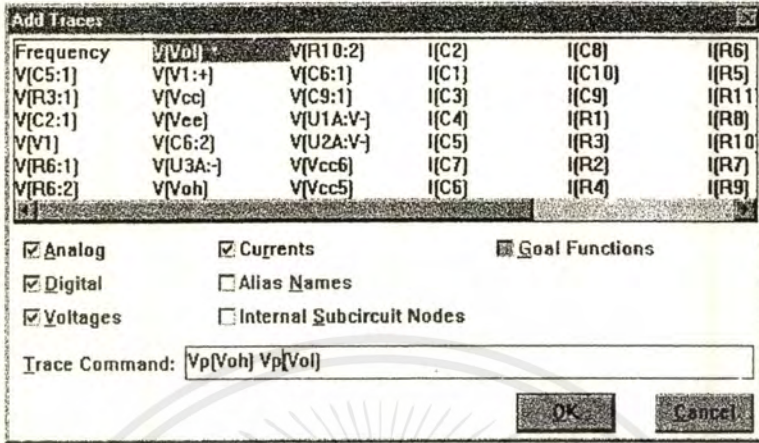 Add Traces
Frequency V(Vol) V(R10:2) I(C2) I(C8) I(R6)
V(C5:1) V(V1:+) V(C6:1) I(C1) I(C10) I(R5)
V(R3:1) V(Vcc) V(C9:1) I(C3) I(C9) I(R11)
V(C2:1) V(Vee) V(U1A:V-) I(C4) I(R1) I(R8)
V(V1) V(C6:2) V(U2A:V-) I(C5) I(R3) I(R10)
V(R6:1) V(U3A:-) V(Vcc6) I(C7) I(R2) I(R7)
V(R6:2) V(Voh) V(Vcc5) I(C6) I(R4) I(R9)
Analog Currents Goal Functions
Digital Alias Names
Voltages Internal Subcircuit Nodes
Trace Command: Vp(Voh) Vp(Vol)
OK Cancel